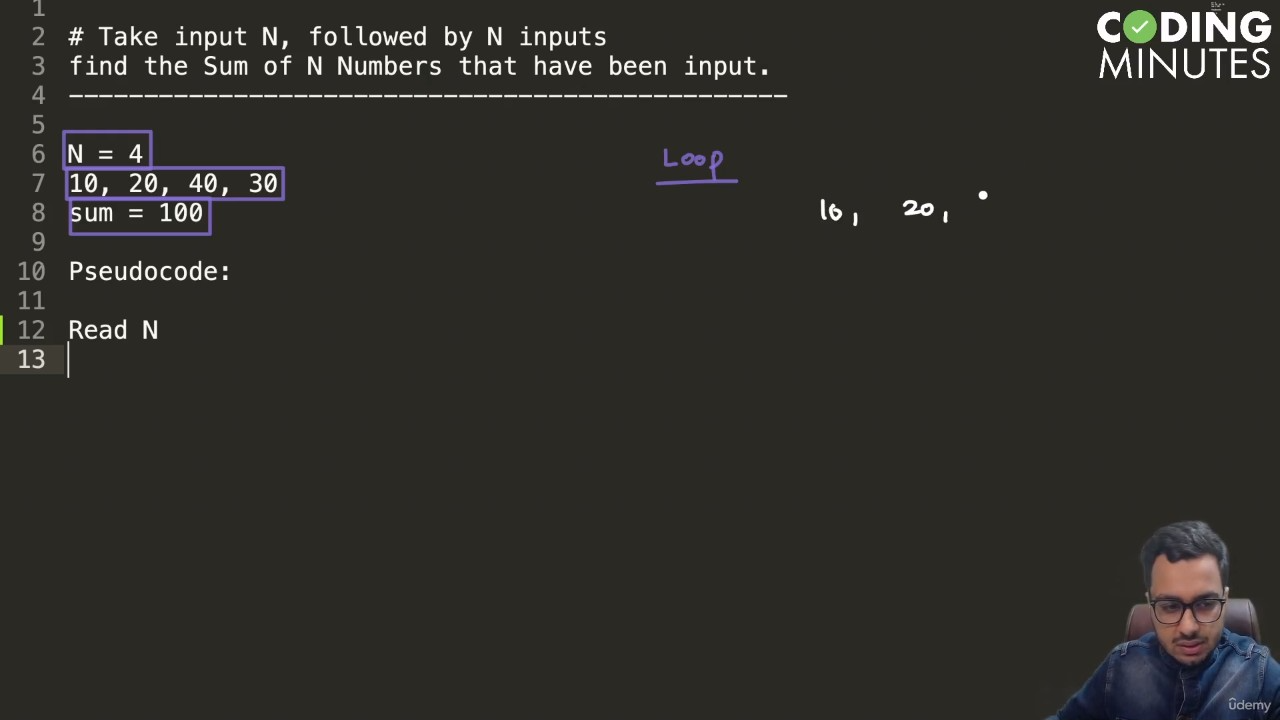 CODING
MINUTES
1
2 # Take input N, followed by N inputs
3 find the Sum of N Numbers that have been input.
4 ------------------------------------------------
5
6 N = 4
Loop
7 10, 20, 40, 30
8 sum = 100
10, 20,
9
10 Pseudocode:
11
12 Read N
13
ûdemy